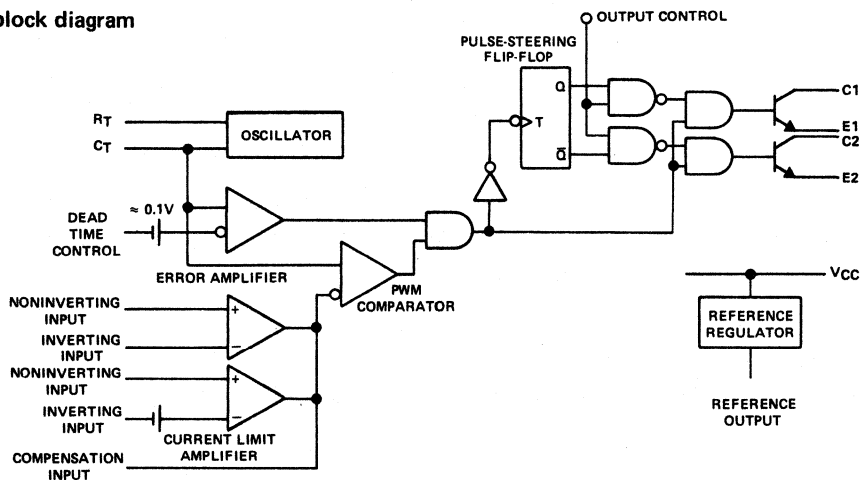 block diagram
OUTPUT CONTROL
PULSE-STEERING
FLIP-FLOP
Q
T
Q̅
C1
E1
C2
E2
RT
CT
OSCILLATOR
≈ 0.1V
DEAD
TIME
CONTROL
ERROR AMPLIFIER
PWM
COMPARATOR
NONINVERTING
INPUT
+
INVERTING
INPUT
−
NONINVERTING
INPUT
+
INVERTING
INPUT
−
CURRENT LIMIT
AMPLIFIER
COMPENSATION
INPUT
VCC
REFERENCE
REGULATOR
REFERENCE
OUTPUT